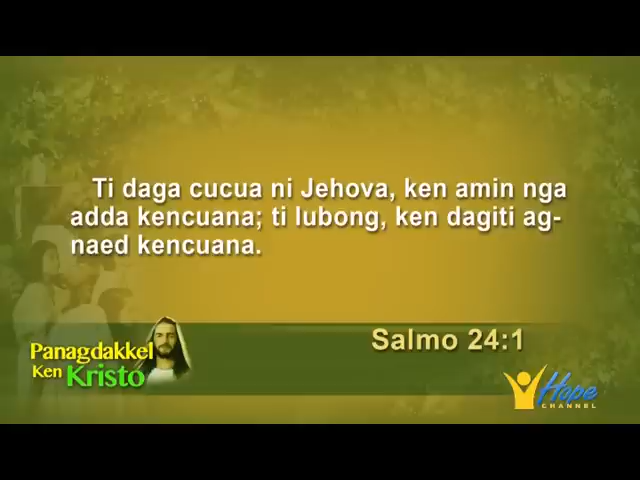 Ti daga cucua ni Jehova, ken amin nga
adda kencuana; ti lubong, ken dagiti ag-
naed kencuana.
Salmo 24:1
Panagdakkel
Ken Kristo
Hope
CHANNEL